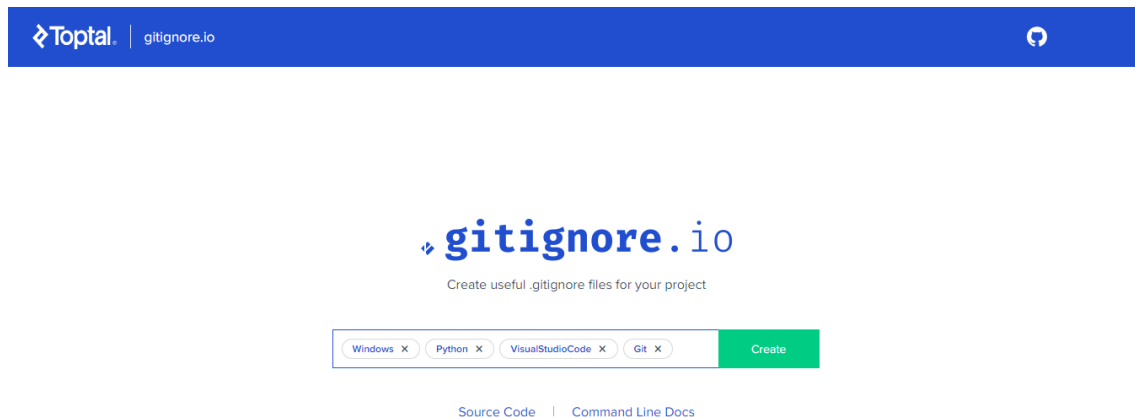 Toptal® gitignore.io
.gitignore.io
Create useful .gitignore files for your project
Windows X Python X VisualStudioCode X Git X Create
Source Code | Command Line Docs